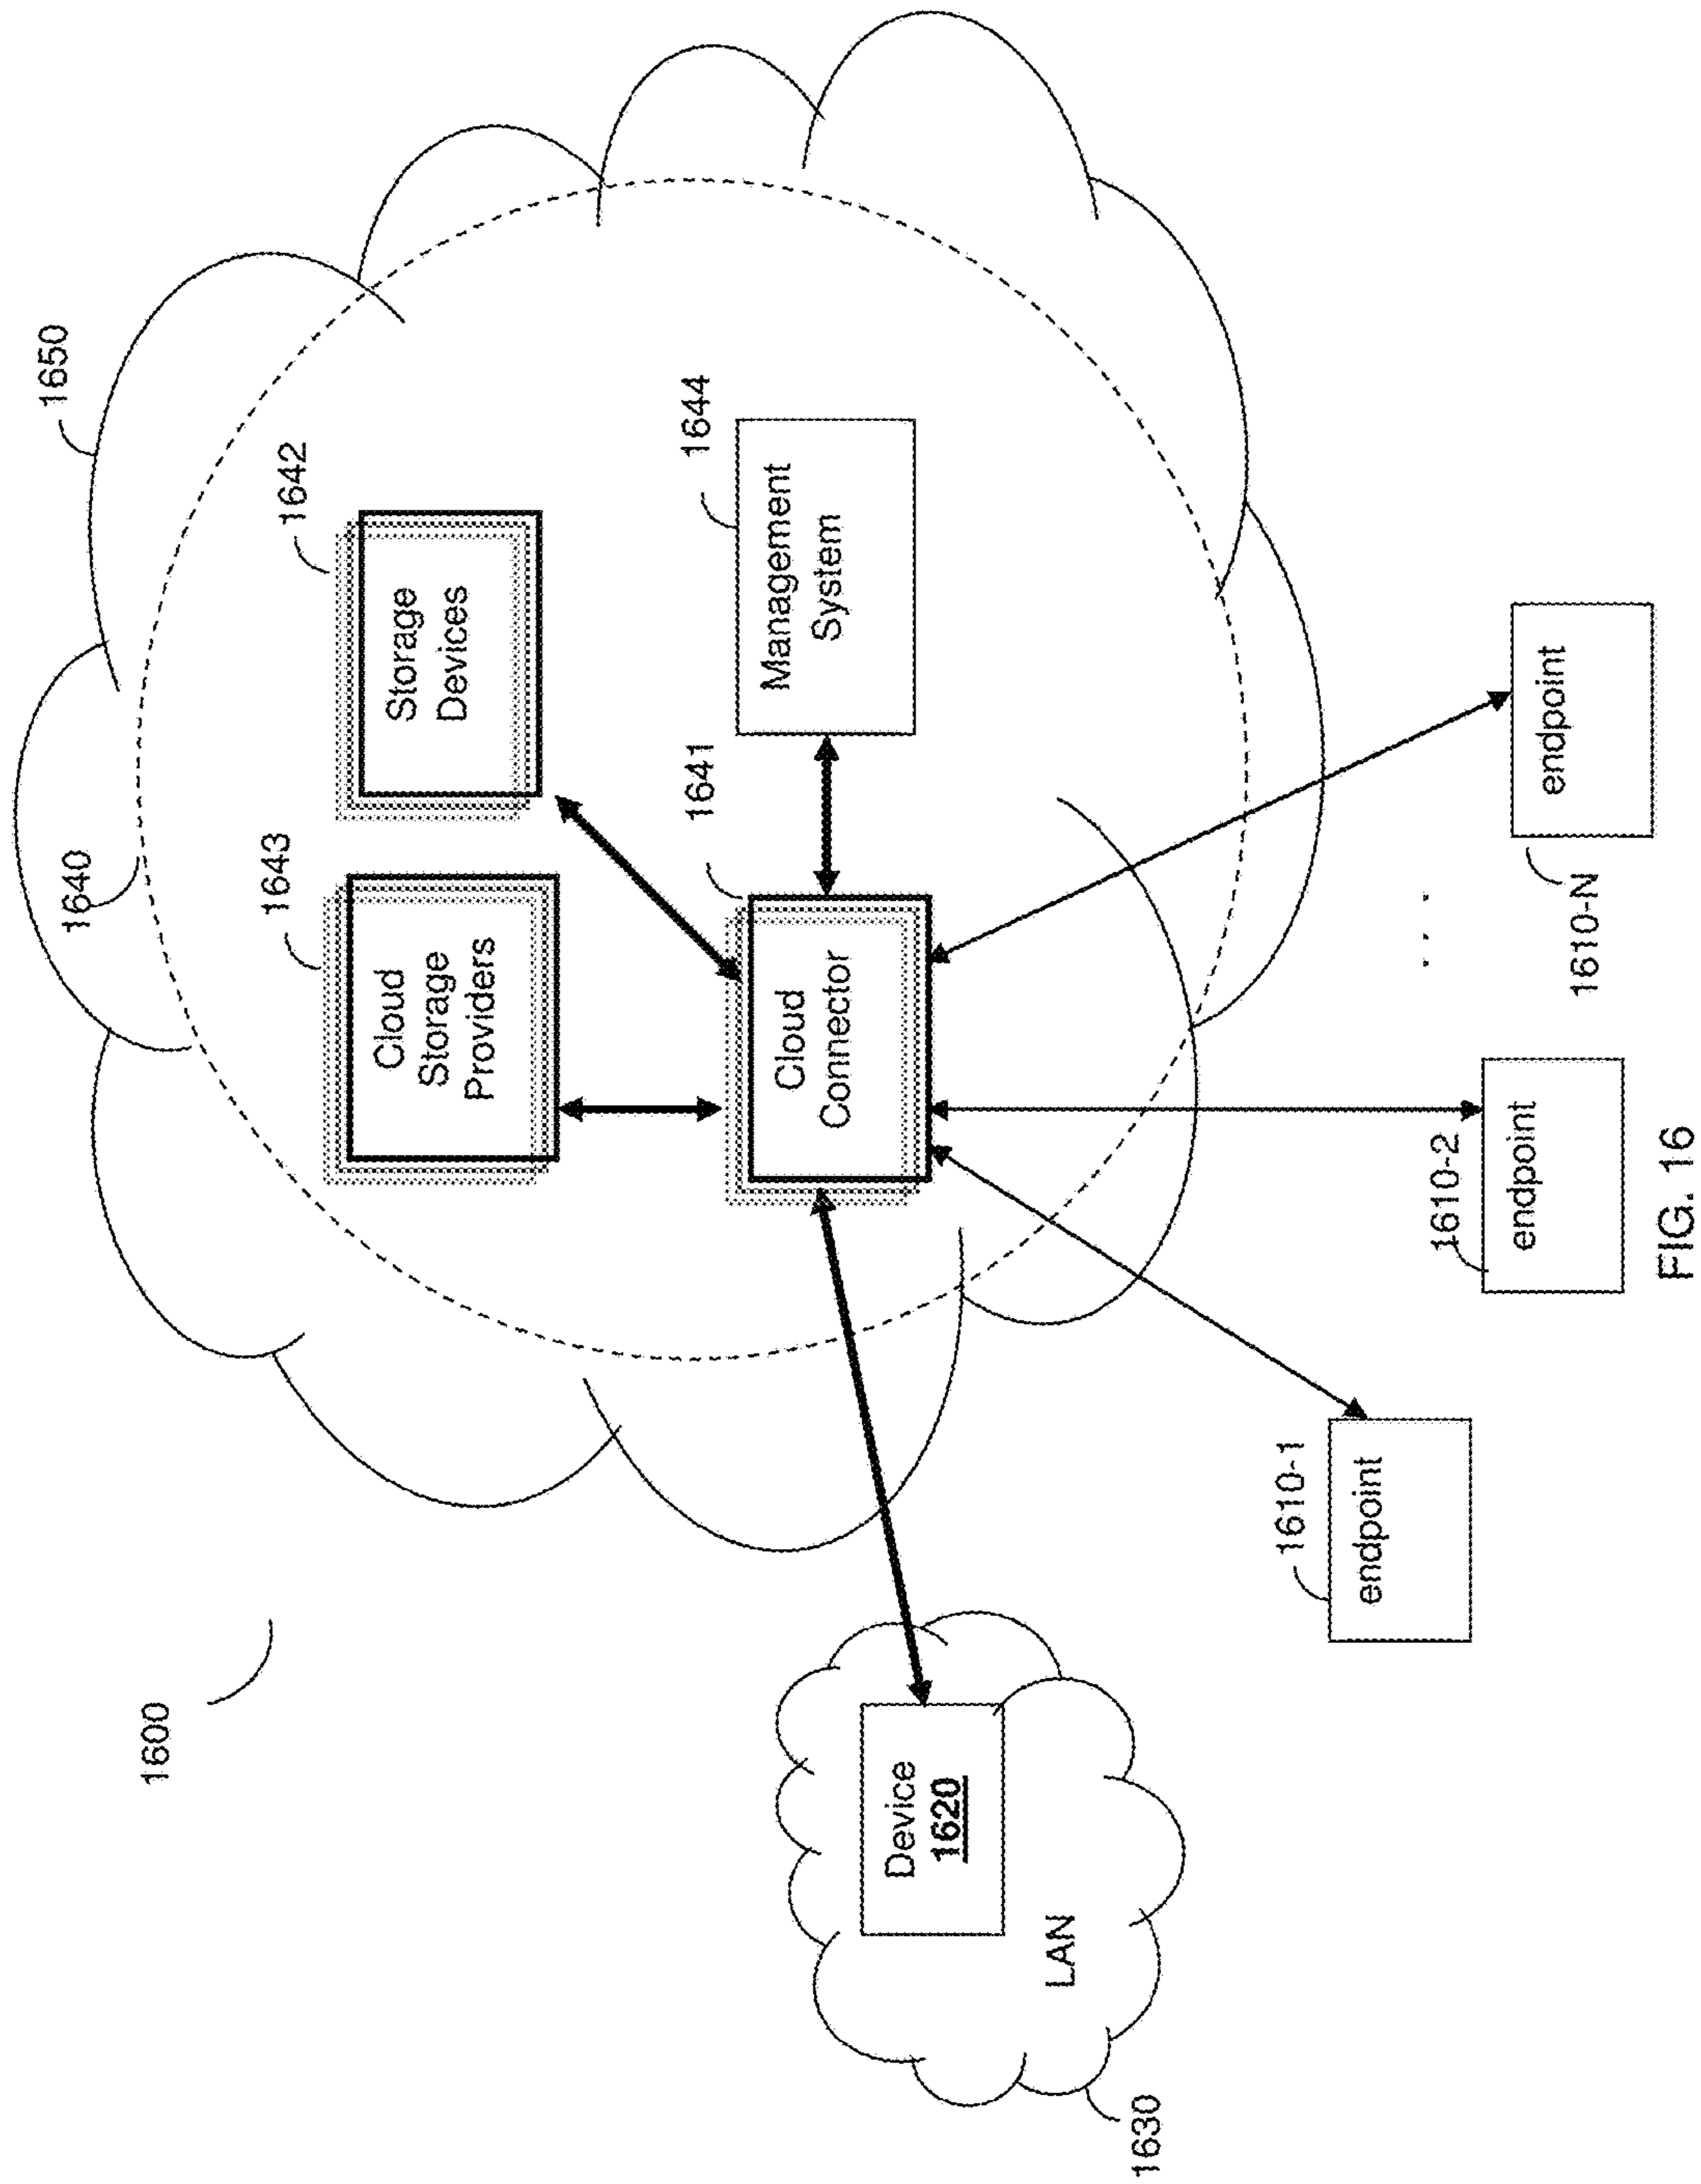 1600
1650
1640
1643
Cloud
Storage
Providers
1642
Storage
Devices
1641
Cloud
Connector
1644
Management
System
Device
1620
LAN
1630
1610-1
endpoint
1610-2
endpoint
. . .
1610-N
endpoint
FIG. 16